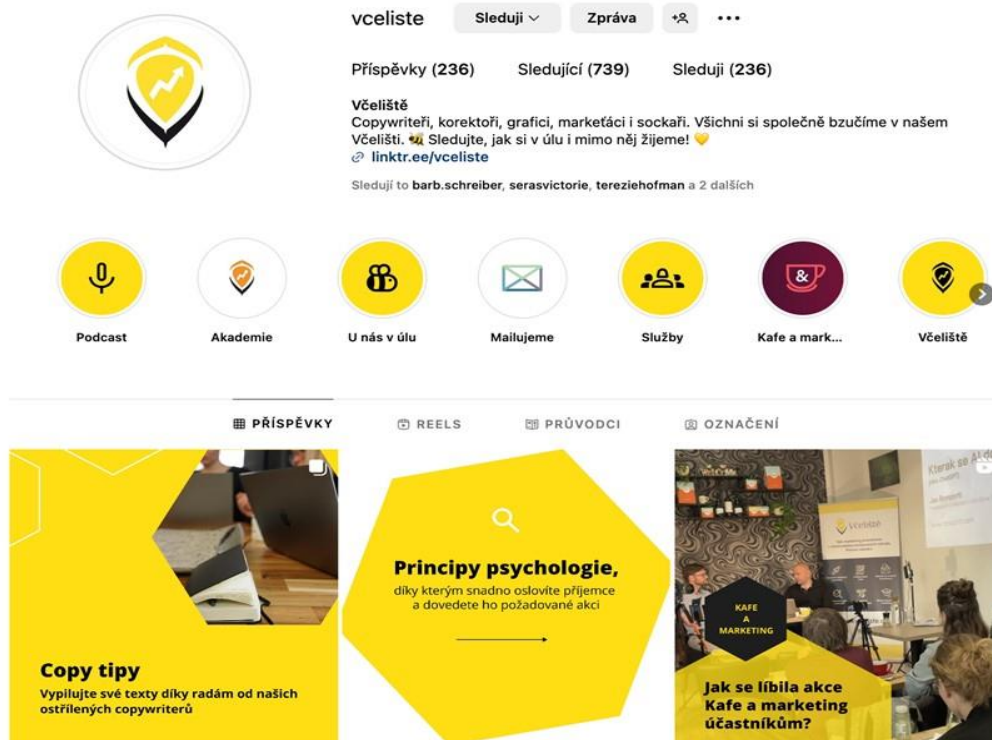 vceliste Sleduji Zpráva
Příspěvky (236) Sledující (739) Sleduji (236)
Včeliště
Copywriteři, korektoři, grafici, markeťáci i sockaři. Všichni si společně bzučíme v našem
Včelišti. 🐝 Sledujte, jak si v úlu i mimo něj žijeme! 💛
linktr.ee/vceliste
Sledují to barb.schreiber, serasvictorie, tereziehofman a 2 dalších
Podcast Akademie U nás v úlu Mailujeme Služby Kafe a mark... Včeliště
&
PŘÍSPĚVKY REELS PRŮVODCI OZNAČENÍ
Copy tipy
Vypilujte své texty díky radám od našich
ostřílených copywriterů
Principy psychologie,
díky kterým snadno oslovíte příjemce
a dovedete ho požadované akci
Kterak se AI
Včeliště
KAFE
A
MARKETING
Jak se líbila akce
Kafe a marketing
účastníkům?